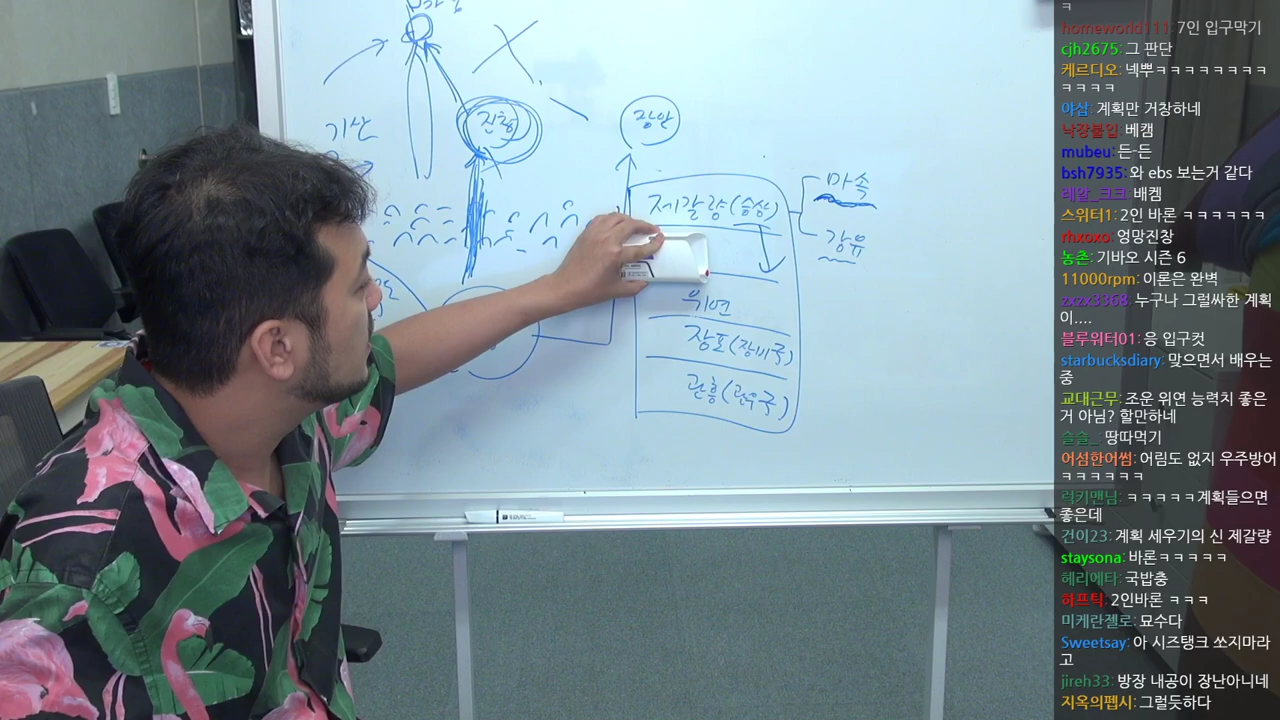 진창
장안
기산
제갈량(승상)
마속
강유
위연
장포(장비쪽)
관흥(관우쪽)
ㅋ
homeworld111: 7인 입구막기
cjh2675: 그 판단
케르디오: 넥뿌ㅋㅋㅋㅋㅋㅋㅋㅋ
ㅋㅋㅋㅋ
야삽: 계획만 거창하네
낙장불입: 베캠
mubeu: 든-든
bsh7935: 와 ebs 보는거 같다
레알_크크: 배켐
스위터1: 2인 바론 ㅋㅋㅋㅋㅋㅋ
rhxoxo: 엉망진창
농촌: 기바오 시즌 6
11000rpm: 이론은 완벽
zxzx3368: 누구나 그럴싸한 계획
이....
블루워터01: 응 입구컷
starbucksdiary: 맞으면서 배우는
중
교대근무: 조운 위연 능력치 좋은
거 아님? 할만하네
슬슬_: 땅따먹기
어섬한어썸: 어림도 없지 우주방어
ㅋㅋㅋㅋㅋㅋ
럭키맨님: ㅋㅋㅋㅋㅋ계획들으면
좋은데
건이23: 계획 세우기의 신 제갈량
staysona: 바론ㅋㅋㅋㅋㅋ
헤리에타: 국밥충
하프틱: 2인바론 ㅋㅋㅋ
미케란젤로: 묘수다
Sweetsay: 아 시즈탱크 쏘지마라
고
jireh33: 방장 내공이 장난아니네
지옥의펩시: 그럴듯하다